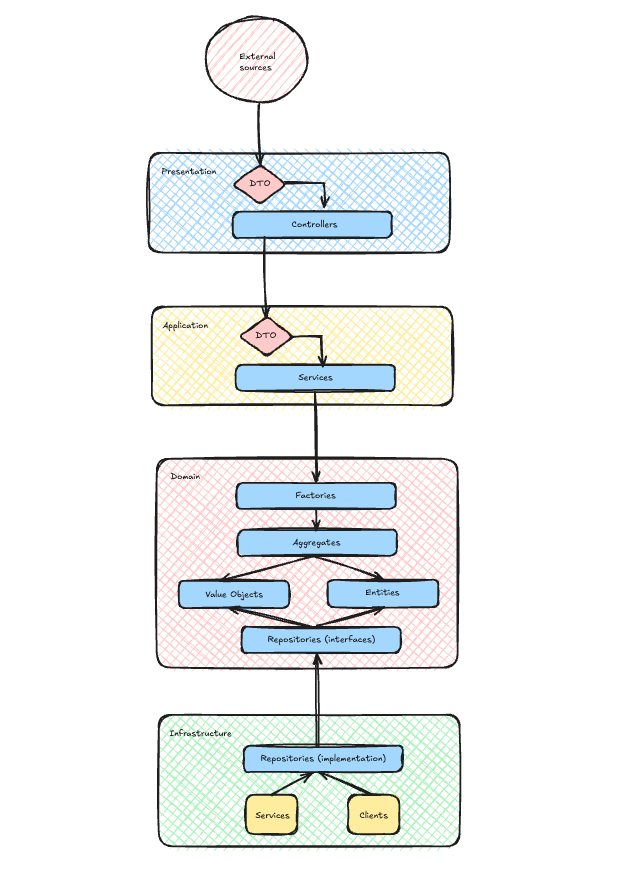 External
sources
Presentation
DTO
Controllers
Application
DTO
Services
Domain
Factories
Aggregates
Value Objects
Entities
Repositories (interfaces)
Infrastructure
Repositories (implementation)
Services
Clients